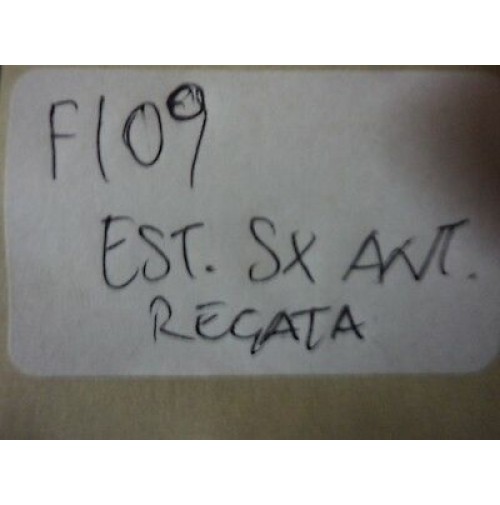 F109
EST. SX ANT.
REGATA